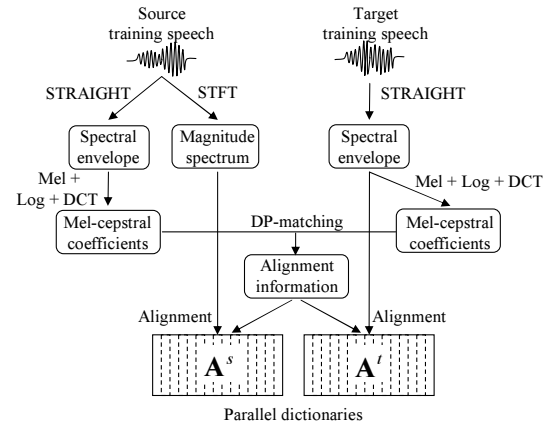 Source
training speech
Target
training speech
STRAIGHT
STFT
STRAIGHT
Spectral
envelope
Magnitude
spectrum
Spectral
envelope
Mel +
Log + DCT
Mel + Log + DCT
Mel-cepstral
coefficients
DP-matching
Mel-cepstral
coefficients
Alignment
information
Alignment
Alignment
A^s
A^t
Parallel dictionaries